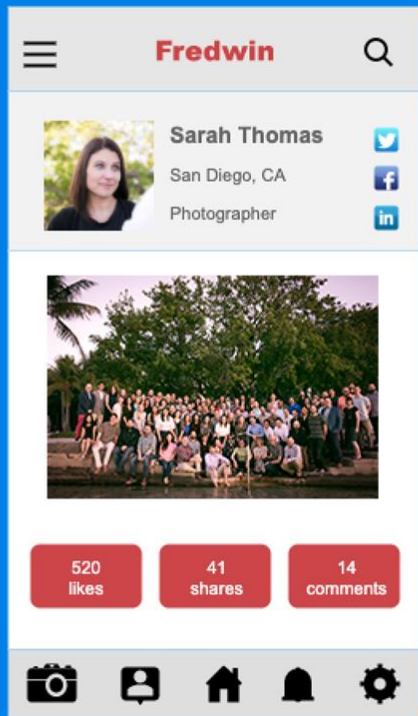 Fredwin
Sarah Thomas
San Diego, CA
Photographer
520
likes
41
shares
14
comments